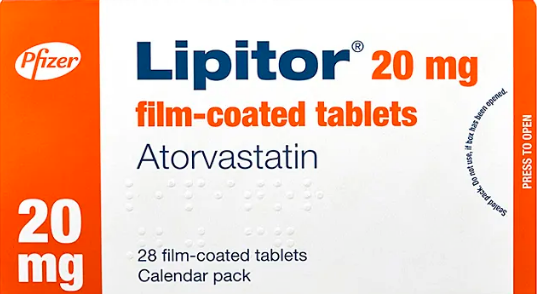 Pfizer
Lipitor® 20 mg
film-coated tablets
Atorvastatin
20
mg
28 film-coated tablets
Calendar pack
Sealed pack. Do not use, if box has been opened.
PRESS TO OPEN